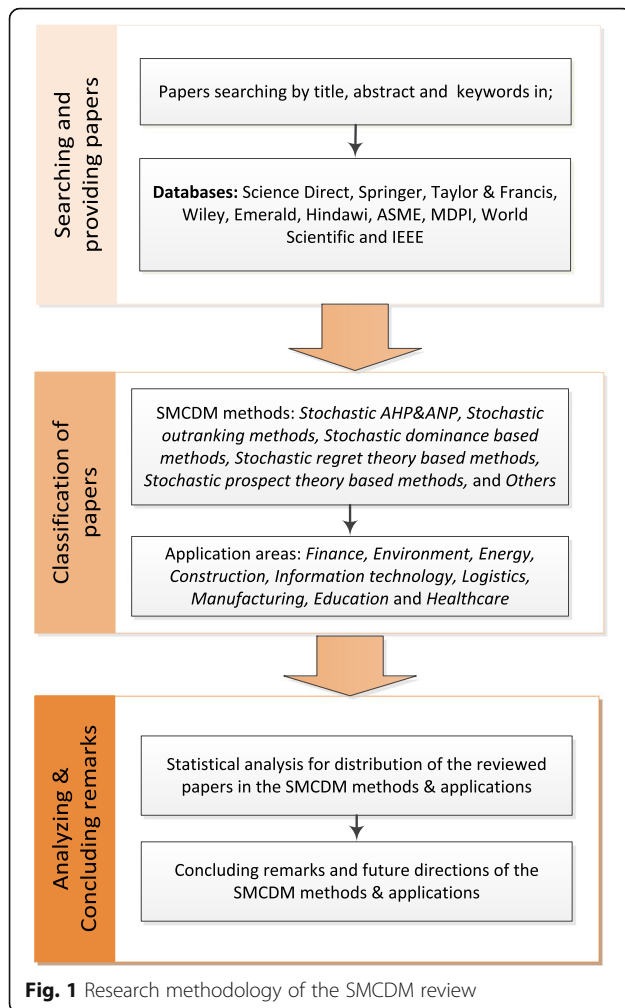 Searching and
providing papers
Papers searching by title, abstract and keywords in;
Databases: Science Direct, Springer, Taylor & Francis,
Wiley, Emerald, Hindawi, ASME, MDPI, World
Scientific and IEEE
Classification of
papers
SMCDM methods: Stochastic AHP&ANP, Stochastic
outranking methods, Stochastic dominance based
methods, Stochastic regret theory based methods,
Stochastic prospect theory based methods, and Others
Application areas: Finance, Environment, Energy,
Construction, Information technology, Logistics,
Manufacturing, Education and Healthcare
Analyzing &
Concluding remarks
Statistical analysis for distribution of the reviewed
papers in the SMCDM methods & applications
Concluding remarks and future directions of the
SMCDM methods & applications
Fig. 1 Research methodology of the SMCDM review